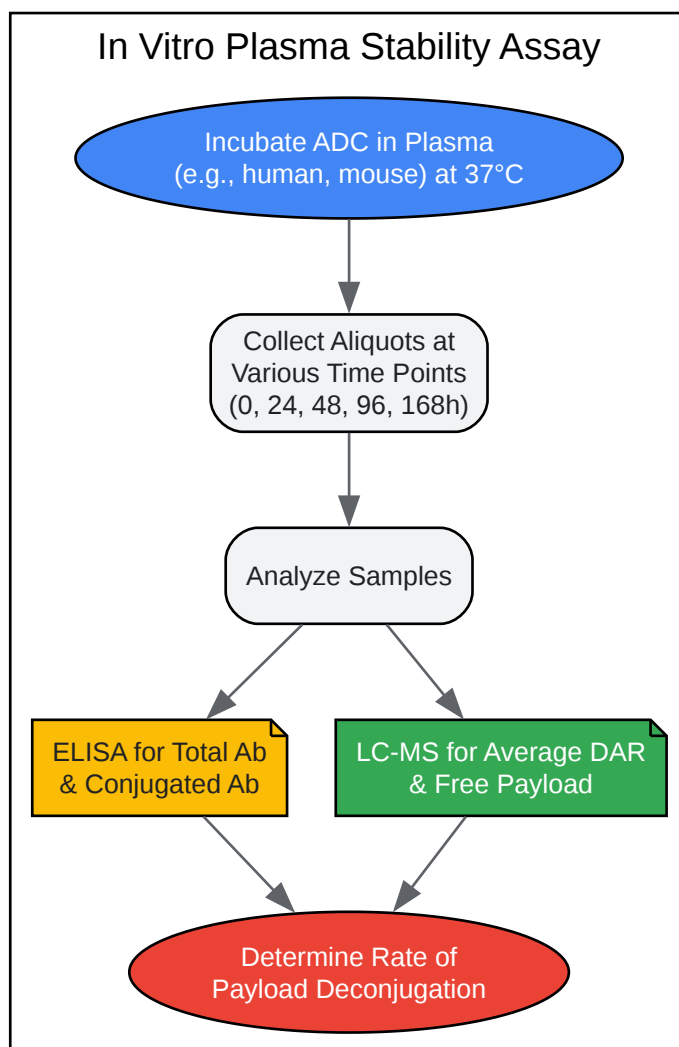 In Vitro Plasma Stability Assay
Incubate ADC in Plasma
(e.g., human, mouse) at 37°C
Collect Aliquots at
Various Time Points
(0, 24, 48, 96, 168h)
Analyze Samples
ELISA for Total Ab
& Conjugated Ab
LC-MS for Average DAR
& Free Payload
Determine Rate of
Payload Deconjugation